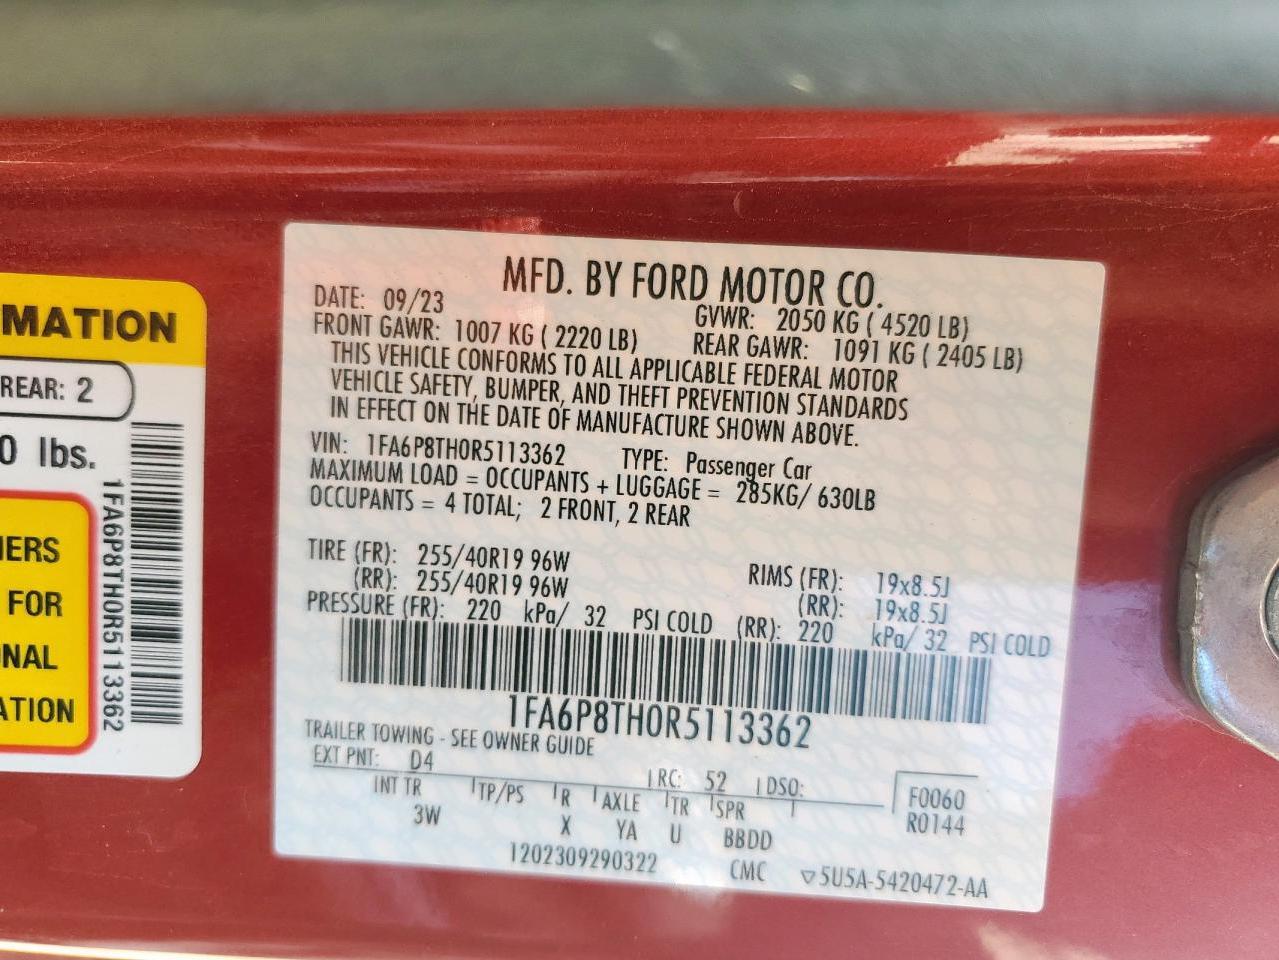 MATION
REAR: 2
0 lbs.
NERS
FOR
ONAL
ATION
1FA6P8TH0R5113362
MFD. BY FORD MOTOR CO.
DATE: 09/23 GVWR: 2050 KG ( 4520 LB)
FRONT GAWR: 1007 KG ( 2220 LB) REAR GAWR: 1091 KG ( 2405 LB)
THIS VEHICLE CONFORMS TO ALL APPLICABLE FEDERAL MOTOR
VEHICLE SAFETY, BUMPER, AND THEFT PREVENTION STANDARDS
IN EFFECT ON THE DATE OF MANUFACTURE SHOWN ABOVE.
VIN: 1FA6P8TH0R5113362 TYPE: Passenger Car
MAXIMUM LOAD = OCCUPANTS + LUGGAGE = 285KG/ 630LB
OCCUPANTS = 4 TOTAL; 2 FRONT, 2 REAR
TIRE (FR): 255/40R19 96W RIMS (FR): 19x8.5J
(RR): 255/40R19 96W (RR): 19x8.5J
PRESSURE (FR): 220 kPa/ 32 PSI COLD (RR): 220 kPa/ 32 PSI COLD
1FA6P8TH0R5113362
TRAILER TOWING - SEE OWNER GUIDE
EXT PNT: D4 RC: 52 DSO:
INT TR TP/PS R AXLE TR SPR F0060
3W X YA U BBDD R0144
1202309290322 CMC ▽5U5A-5420472-AA